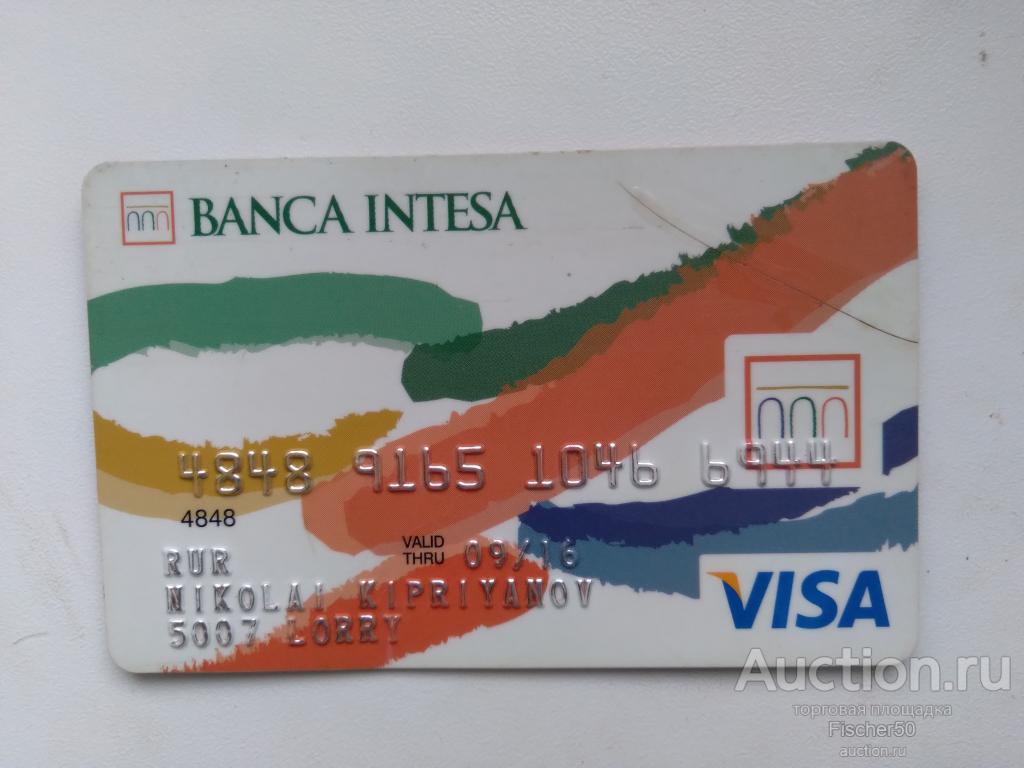 BANCA INTESA
4848 9165 1046 6944
4848
VALID
THRU 09/16
RUR
NIKOLAI KIPRIYANOV
5007 LORRY
VISA
Auction.ru
торговая площадка
Fischer50
auction.ru